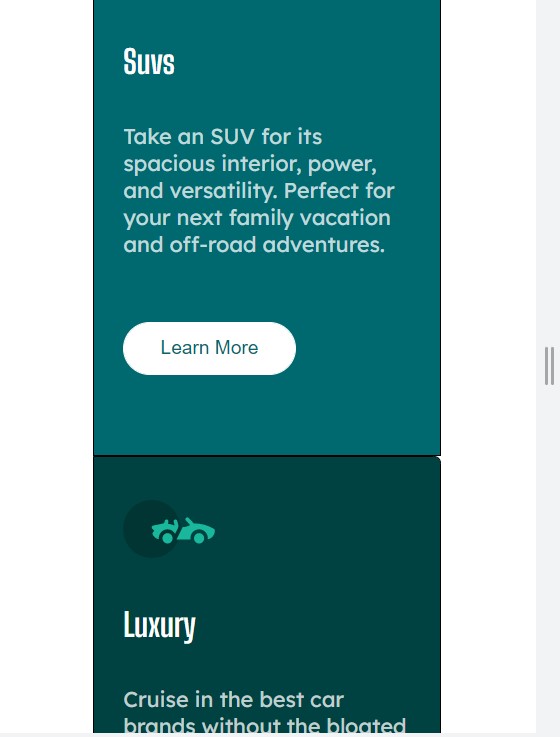 Suvs
Take an SUV for its
spacious interior, power,
and versatility. Perfect for
your next family vacation
and off-road adventures.
Learn More
Luxury
Cruise in the best car
brands without the bloated